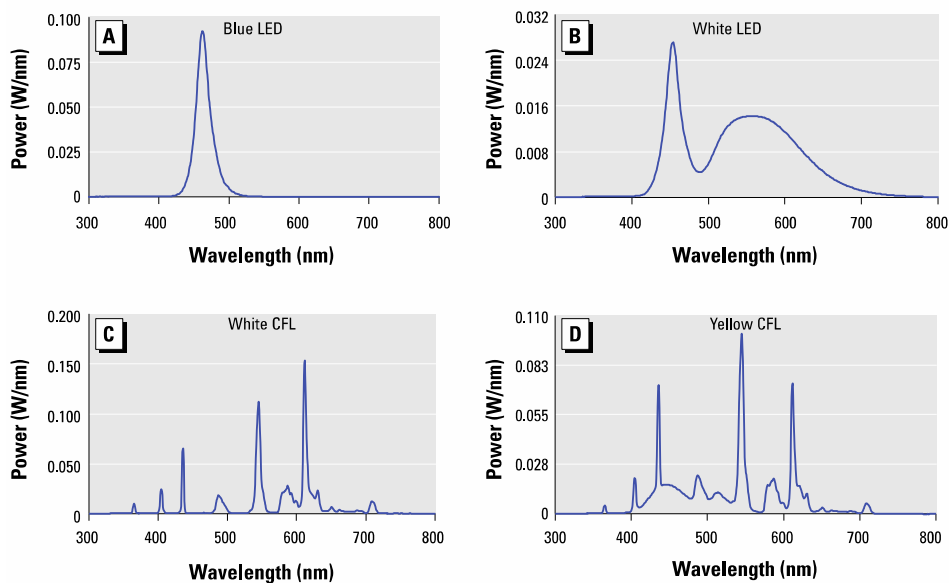 A
Blue LED
Power (W/nm)
0.100
0.075
0.050
0.025
0
300 400 500 600 700 800
Wavelength (nm)
B
White LED
Power (W/nm)
0.032
0.024
0.016
0.008
0
300 400 500 600 700 800
Wavelength (nm)
C
White CFL
Power (W/nm)
0.200
0.150
0.100
0.050
0
300 400 500 600 700 800
Wavelength (nm)
D
Yellow CFL
Power (W/nm)
0.110
0.083
0.055
0.028
0
300 400 500 600 700 800
Wavelength (nm)